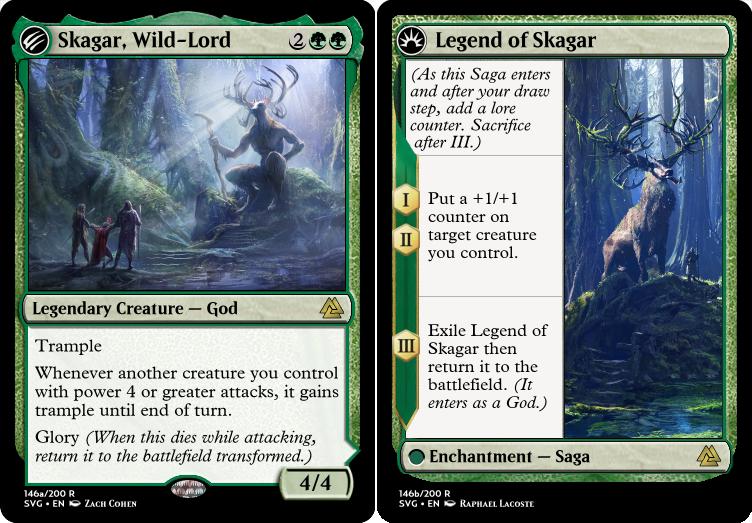 Skagar, Wild-Lord
2
Legendary Creature — God
Trample
Whenever another creature you control
with power 4 or greater attacks, it gains
trample until end of turn.
Glory (When this dies while attacking,
return it to the battlefield transformed.)
4/4
146a/200 R
SVG • EN Zach Cohen
Legend of Skagar
(As this Saga enters
and after your draw
step, add a lore
counter. Sacrifice
after III.)
I
II
Put a +1/+1
counter on
target creature
you control.
III
Exile Legend of
Skagar then
return it to the
battlefield. (It
enters as a God.)
Enchantment — Saga
146b/200 R
SVG • EN Raphael Lacoste